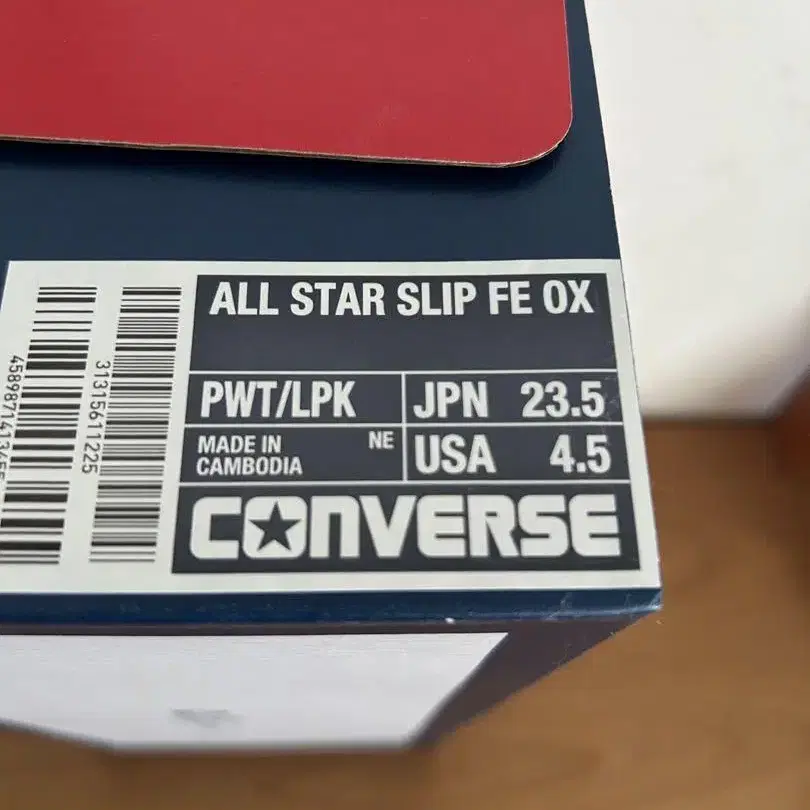 ALL STAR SLIP FE OX
PWT/LPK
JPN 23.5
MADE IN
CAMBODIA
NE
USA 4.5
CONVERSE
31315611225